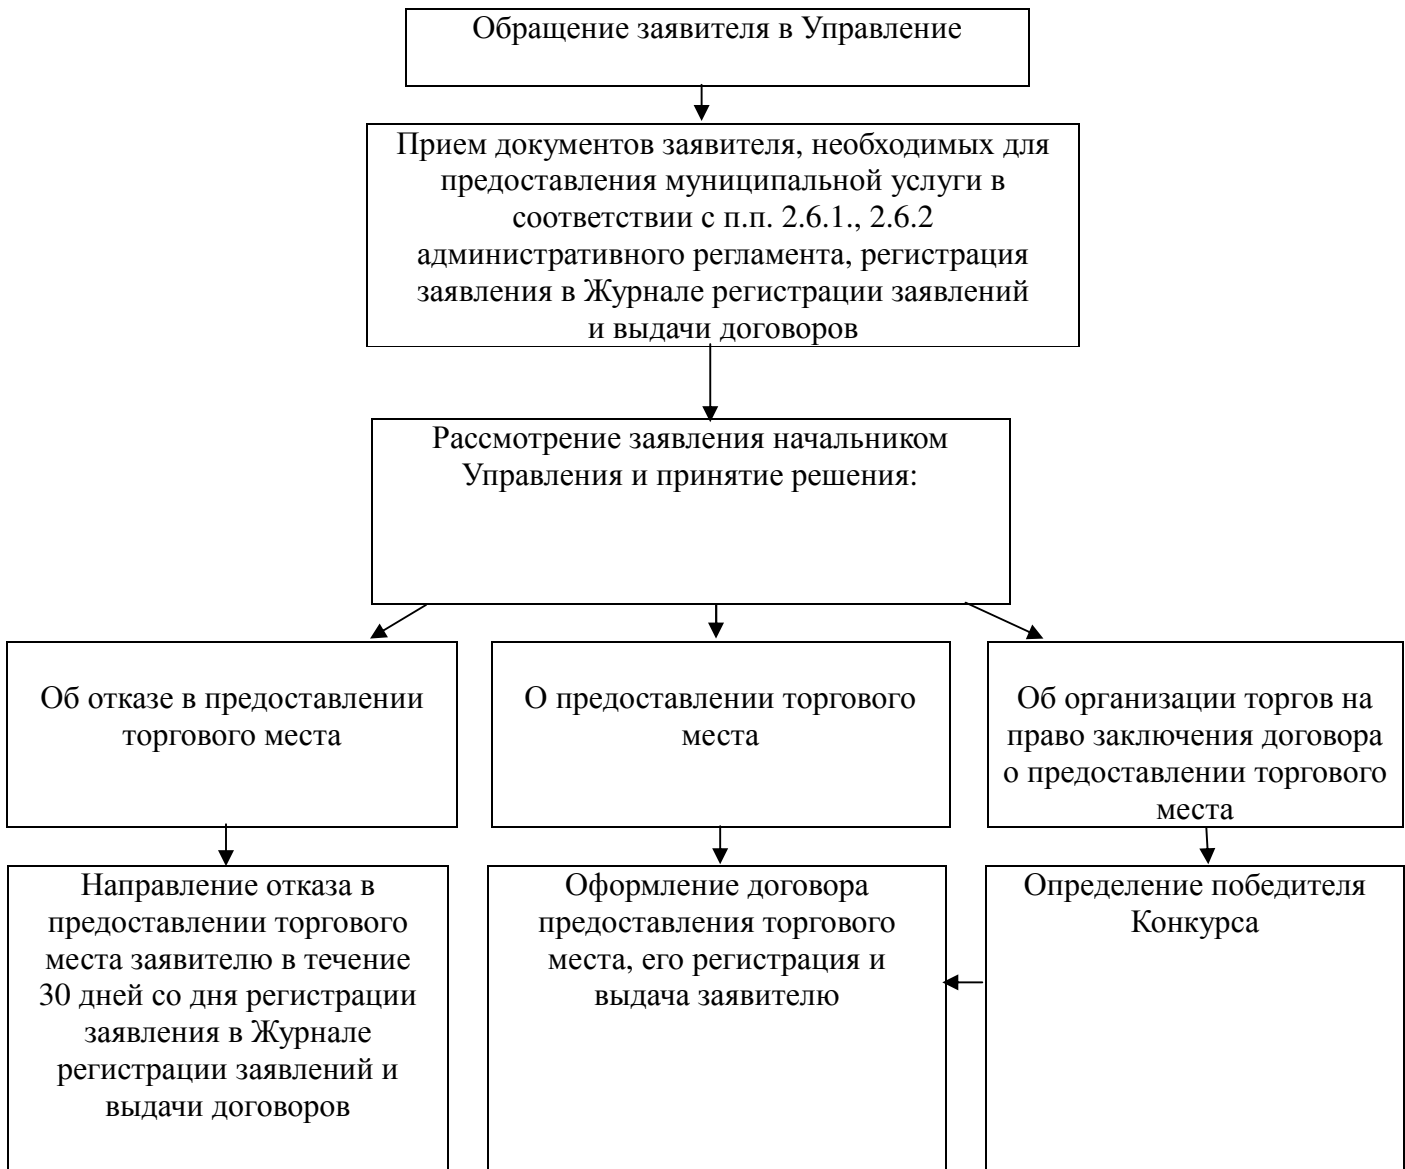 Обращение заявителя в Управление
Прием документов заявителя, необходимых для
предоставления муниципальной услуги в
соответствии с п.п. 2.6.1., 2.6.2
административного регламента, регистрация
заявления в Журнале регистрации заявлений
и выдачи договоров
Рассмотрение заявления начальником
Управления и принятие решения:
Об отказе в предоставлении
торгового места
О предоставлении торгового
места
Об организации торгов на
право заключения договора
о предоставлении торгового
места
Направление отказа в
предоставлении торгового
места заявителю в течение
30 дней со дня регистрации
заявления в Журнале
регистрации заявлений и
выдачи договоров
Оформление договора
предоставления торгового
места, его регистрация и
выдача заявителю
Определение победителя
Конкурса